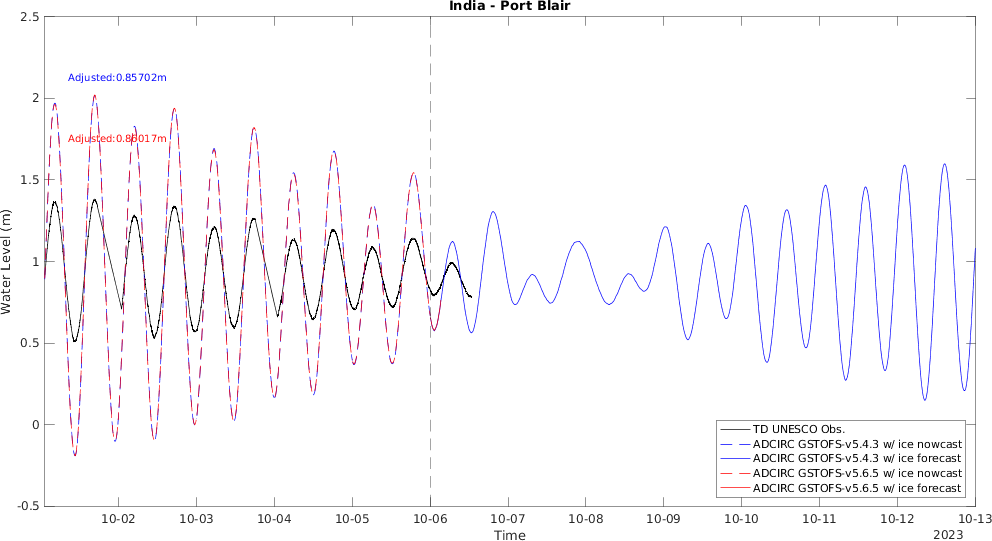 India - Port Blair
2.5
2
1.5
1
0.5
0
-0.5
Water Level (m)
Adjusted:0.85702m
Adjusted:0.86017m
TD UNESCO Obs.
ADCIRC GSTOFS-v5.4.3 w/ ice nowcast
ADCIRC GSTOFS-v5.4.3 w/ ice forecast
ADCIRC GSTOFS-v5.6.5 w/ ice nowcast
ADCIRC GSTOFS-v5.6.5 w/ ice forecast
10-02 10-03 10-04 10-05 10-06 10-07 10-08 10-09 10-10 10-11 10-12 10-13
Time
2023